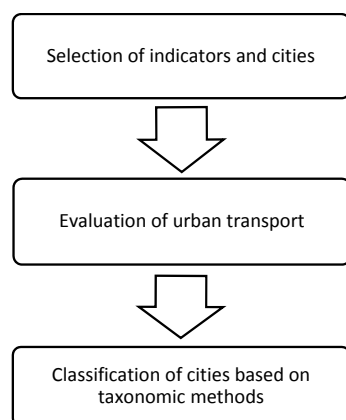 Selection of indicators and cities
Evaluation of urban transport
Classification of cities based on
taxonomic methods